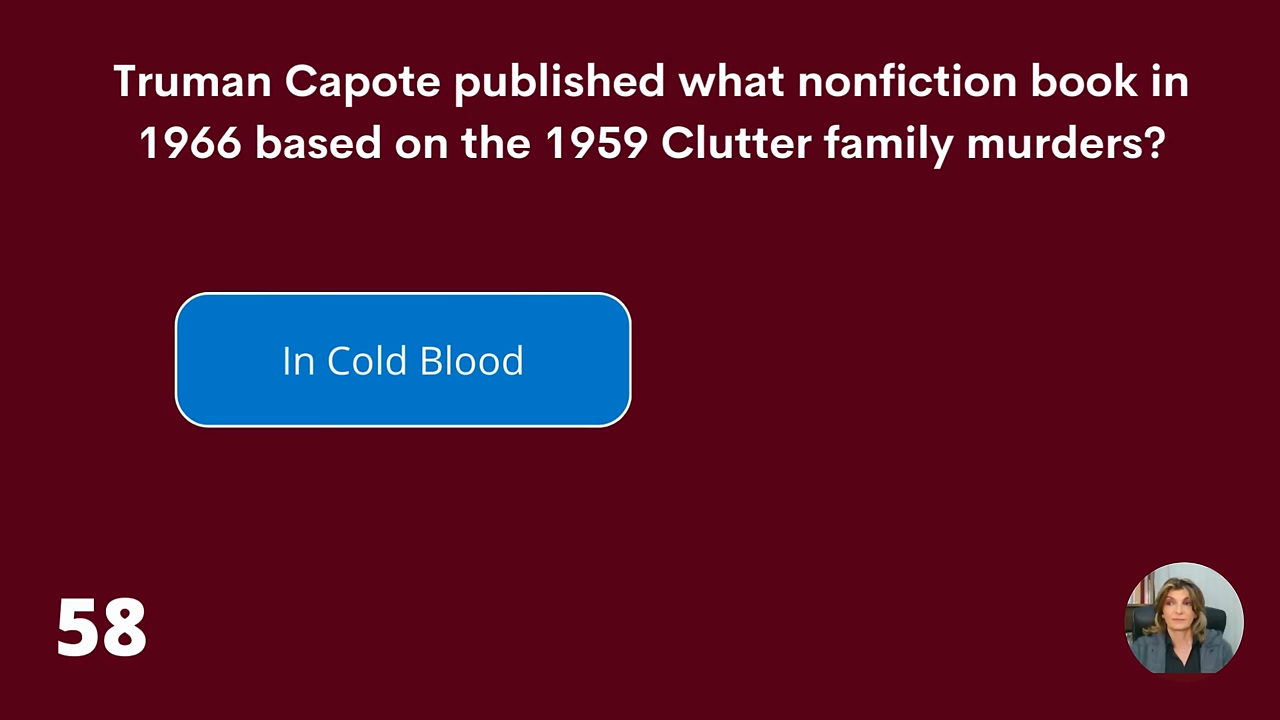 Truman Capote published what nonfiction book in
1966 based on the 1959 Clutter family murders?
In Cold Blood
58